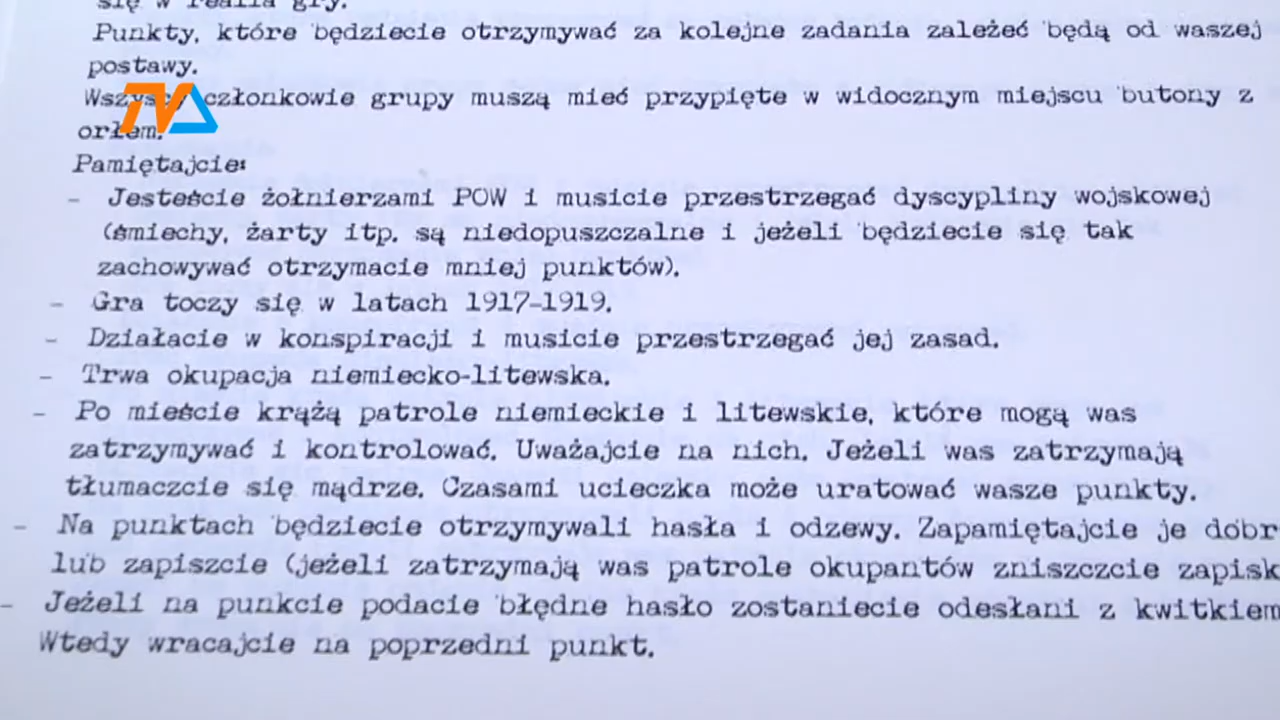 się w realia gry.
Punkty, które będziecie otrzymywać za kolejne zadania zależeć będą od waszej
postawy.
Wszyscy członkowie grupy muszą mieć przypięte w widocznym miejscu butony z
orłem.
Pamiętajcie:
- Jesteście żołnierzami POW i musicie przestrzegać dyscypliny wojskowej
(śmiechy, żarty itp. są niedopuszczalne i jeżeli będziecie się tak
zachowywać otrzymacie mniej punktów).
- Gra toczy się w latach 1917-1919.
- Działacie w konspiracji i musicie przestrzegać jej zasad.
- Trwa okupacja niemiecko-litewska.
- Po mieście krążą patrole niemieckie i litewskie, które mogą was
zatrzymywać i kontrolować. Uważajcie na nich. Jeżeli was zatrzymają
tłumaczcie się mądrze. Czasami ucieczka może uratować wasze punkty.
- Na punktach będziecie otrzymywali hasła i odzewy. Zapamiętajcie je dobr
lub zapiszcie (jeżeli zatrzymają was patrole okupantów zniszczcie zapisk
- Jeżeli na punkcie podacie błędne hasło zostaniecie odesłani z kwitkiem
Wtedy wracajcie na poprzedni punkt.